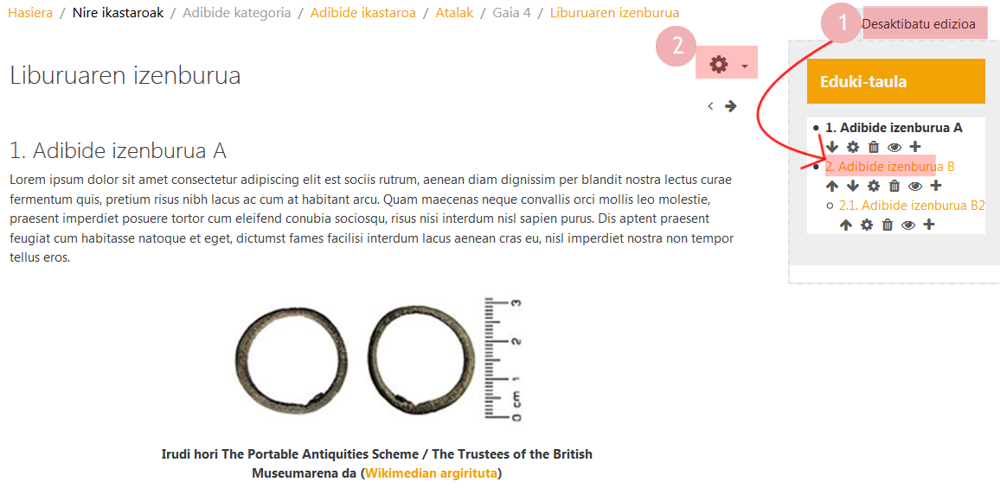 Hasiera / Nire ikastaroak / Adibide kategoria / Adibide ikastaroa / Atalak / Gaia 4 / Liburuaren izenburua
1 Desaktibatu edizioa
2
Liburuaren izenburua
Eduki-taula
1. Adibide izenburua A
2. Adibide izenburua B
2.1. Adibide izenburua B2
1. Adibide izenburua A
Lorem ipsum dolor sit amet consectetur adipiscing elit est sociis rutrum, aenean diam dignissim per blandit nostra lectus curae
fermentum quis, pretium risus nibh lacus ac cum at habitant arcu. Quam maecenas neque convallis orci mollis leo molestie,
praesent imperdiet posuere tortor cum eleifend conubia sociosqu, risus nisi interdum nisl sapien purus. Dis aptent praesent
feugiat cum habitasse natoque et eget, dictumst fames facilisi interdum lacus aenean cras eu, nisl imperdiet nostra non tempor
tellus eros.
3
2
1
0 cm
Irudi hori The Portable Antiquities Scheme / The Trustees of the British
Museumarena da (Wikimedian argirituta)